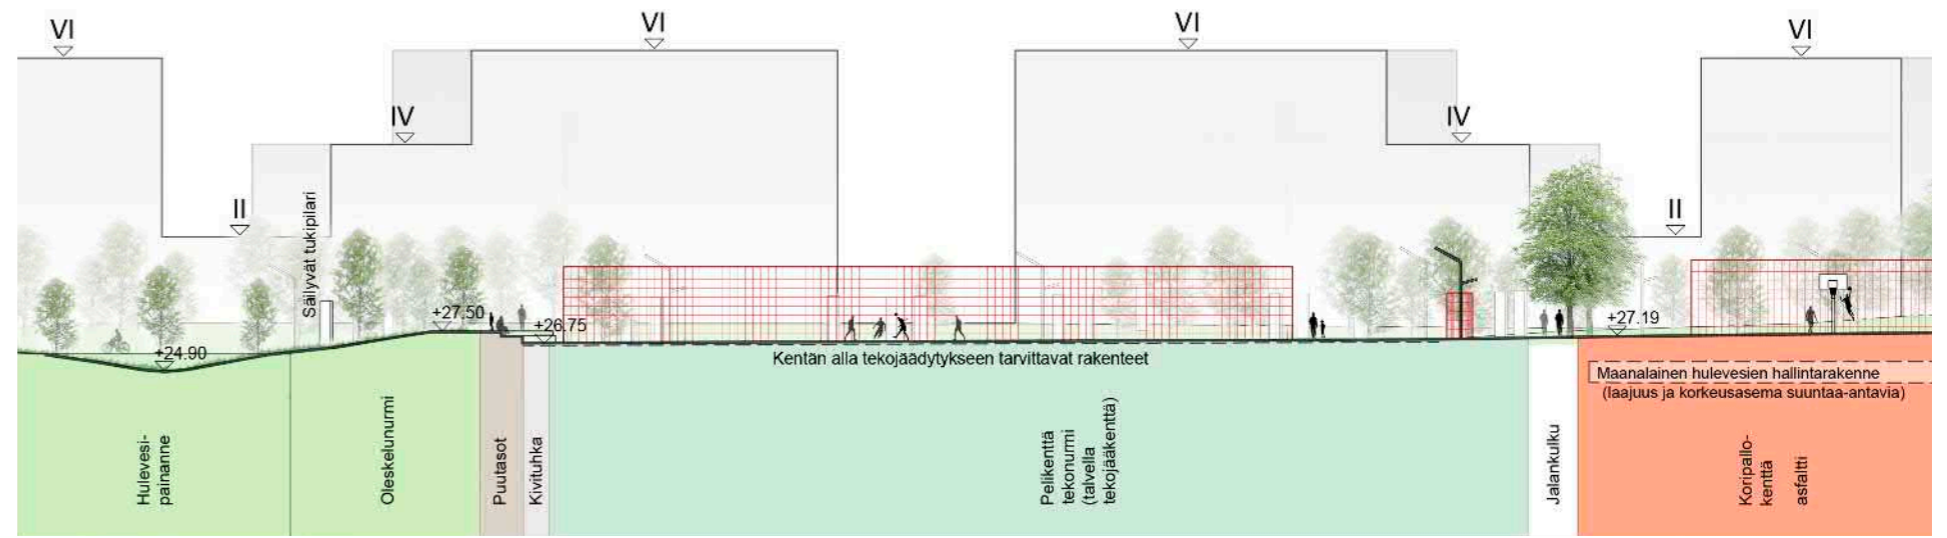 VI
VI
VI
VI
IV
IV
II
II
Säilyvät tukipilari
+27.50
+26.75
+24.90
+27.19
Kentän alla tekojäädytykseen tarvittavat rakenteet
Maanalainen hulevesien hallintarakenne
(laajuus ja korkeusasema suuntaa-antavia)
Hulevesi-
painanne
Oleskelunurmi
Puutasot
Kivituhka
Pelikenttä
tekonurmi
(talvella
tekojääkenttä)
Jalankulku
Koripallo-
kenttä
asfaltti